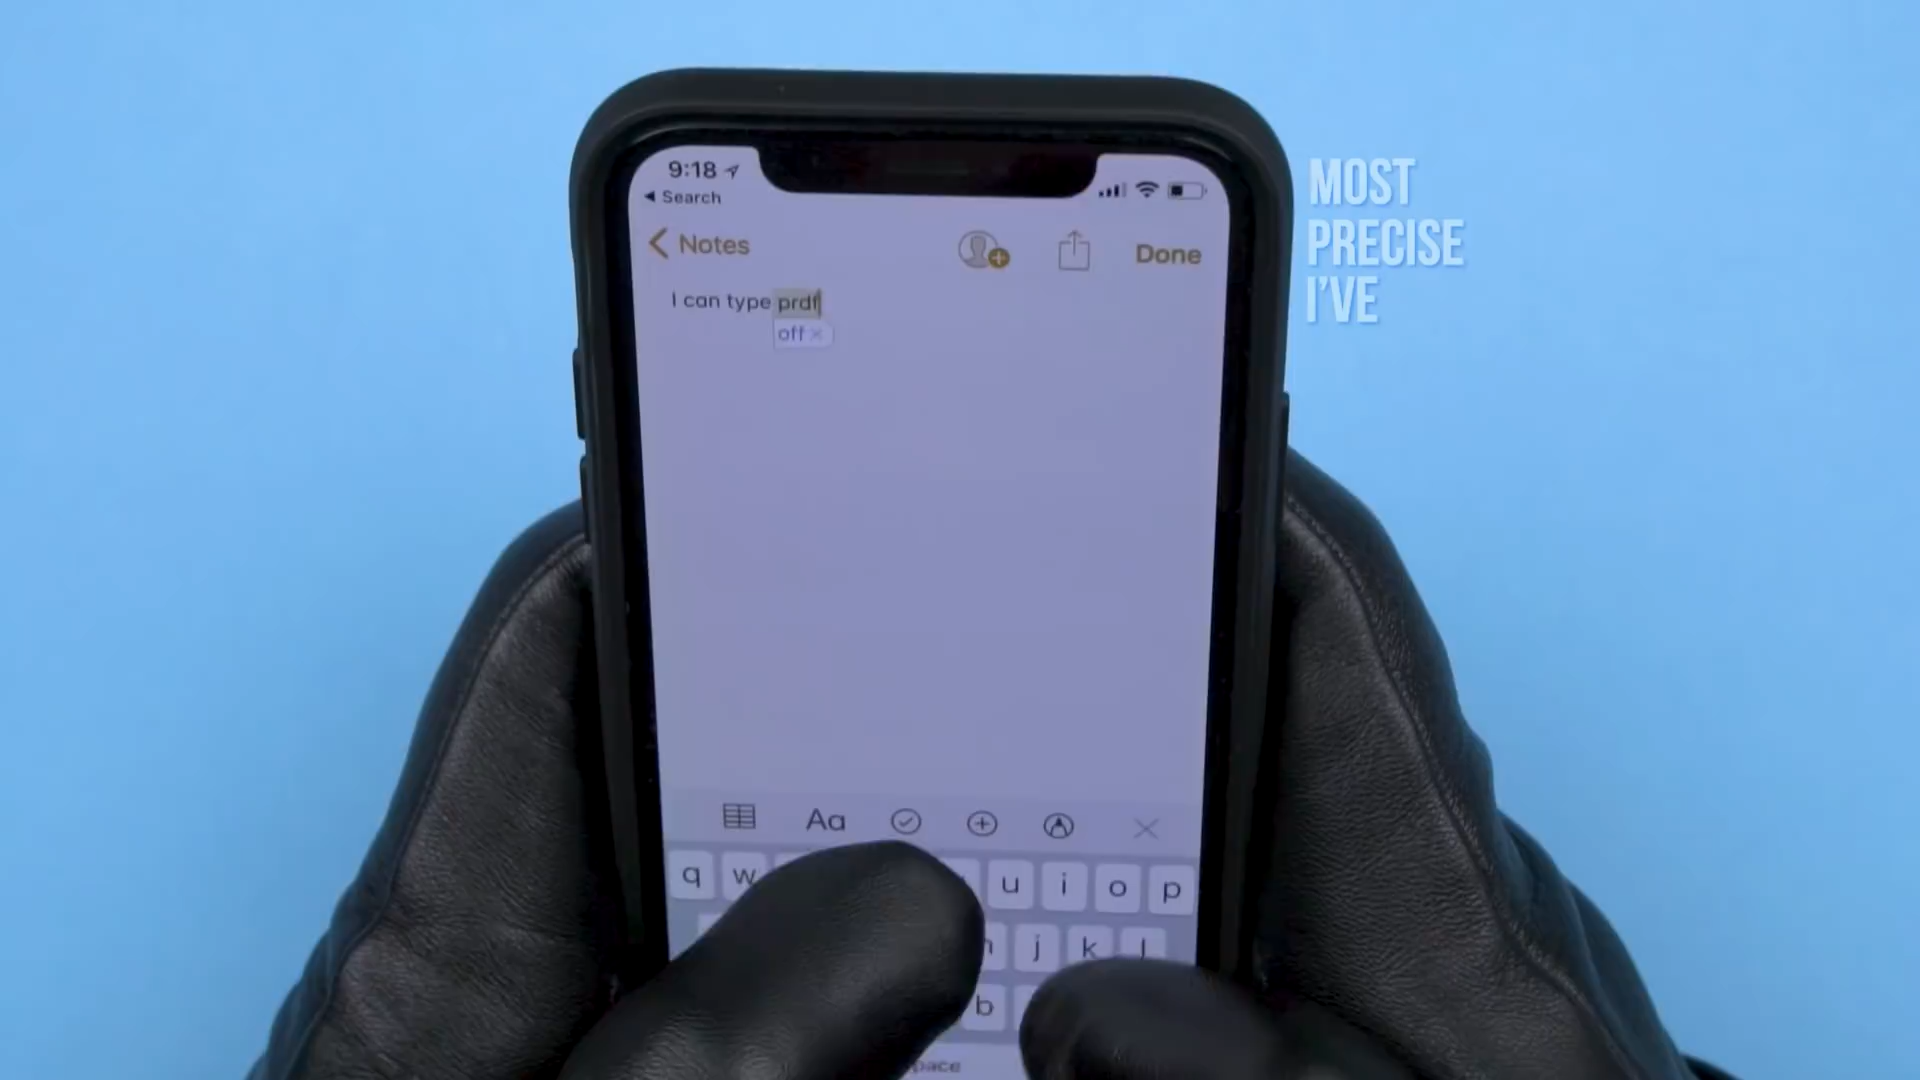 9:18
Search
Notes
Done
I can type prdf
off
MOST
PRECISE
I'VE
Aa
q w u i o p
j k l
b